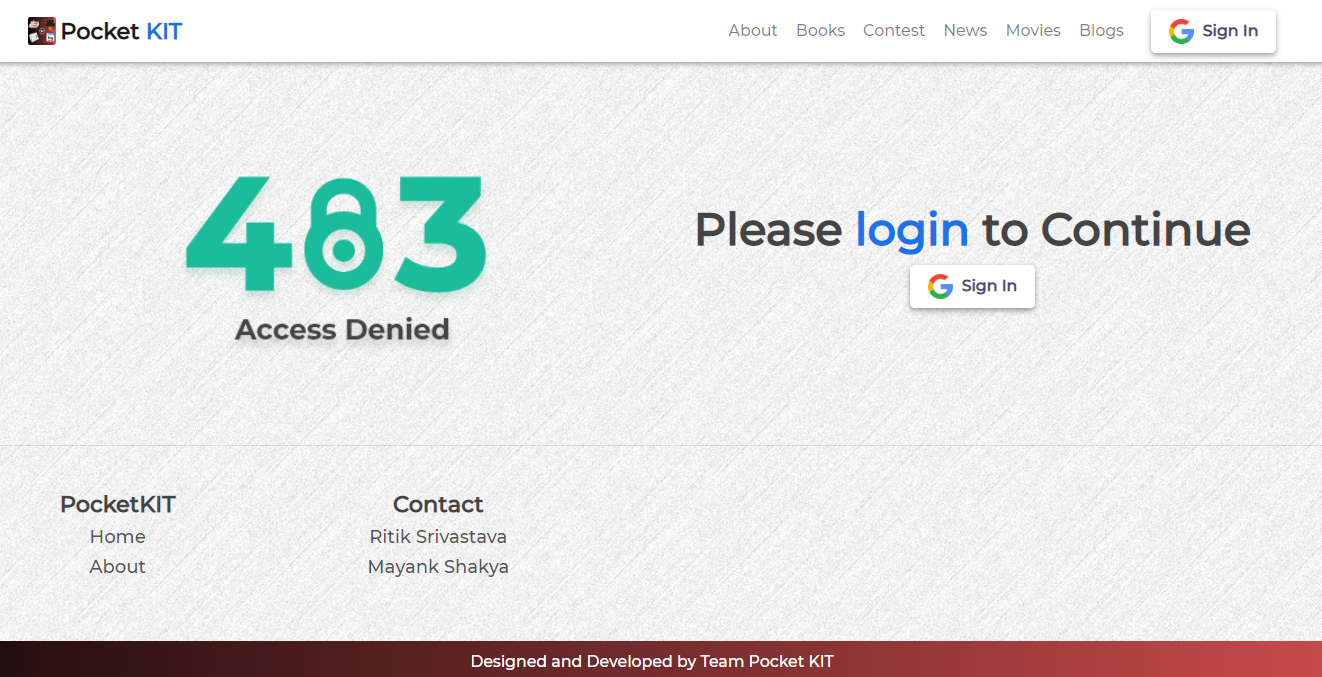 Pocket KIT
About Books Contest News Movies Blogs Sign In
403
Access Denied
Please login to Continue
Sign In
PocketKIT
Home
About
Contact
Ritik Srivastava
Mayank Shakya
Designed and Developed by Team Pocket KIT